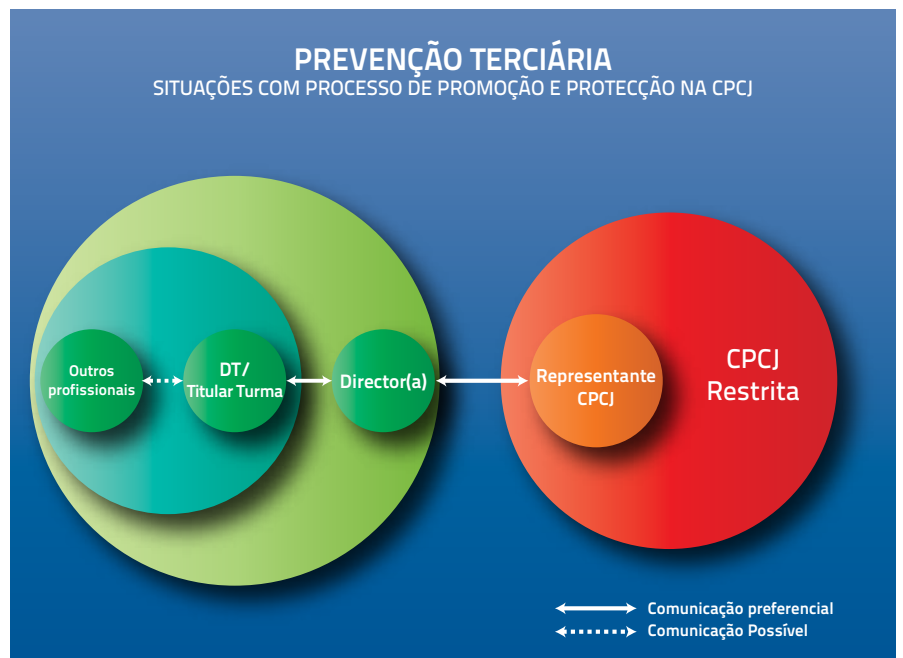 PREVENÇÃO TERCIÁRIA
SITUAÇÕES COM PROCESSO DE PROMOÇÃO E PROTECÇÃO NA CPCJ
Outros
profissionais
DT/
Titular Turma
Director(a)
Representante
CPCJ
CPCJ
Restrita
Comunicação preferencial
Comunicação Possível